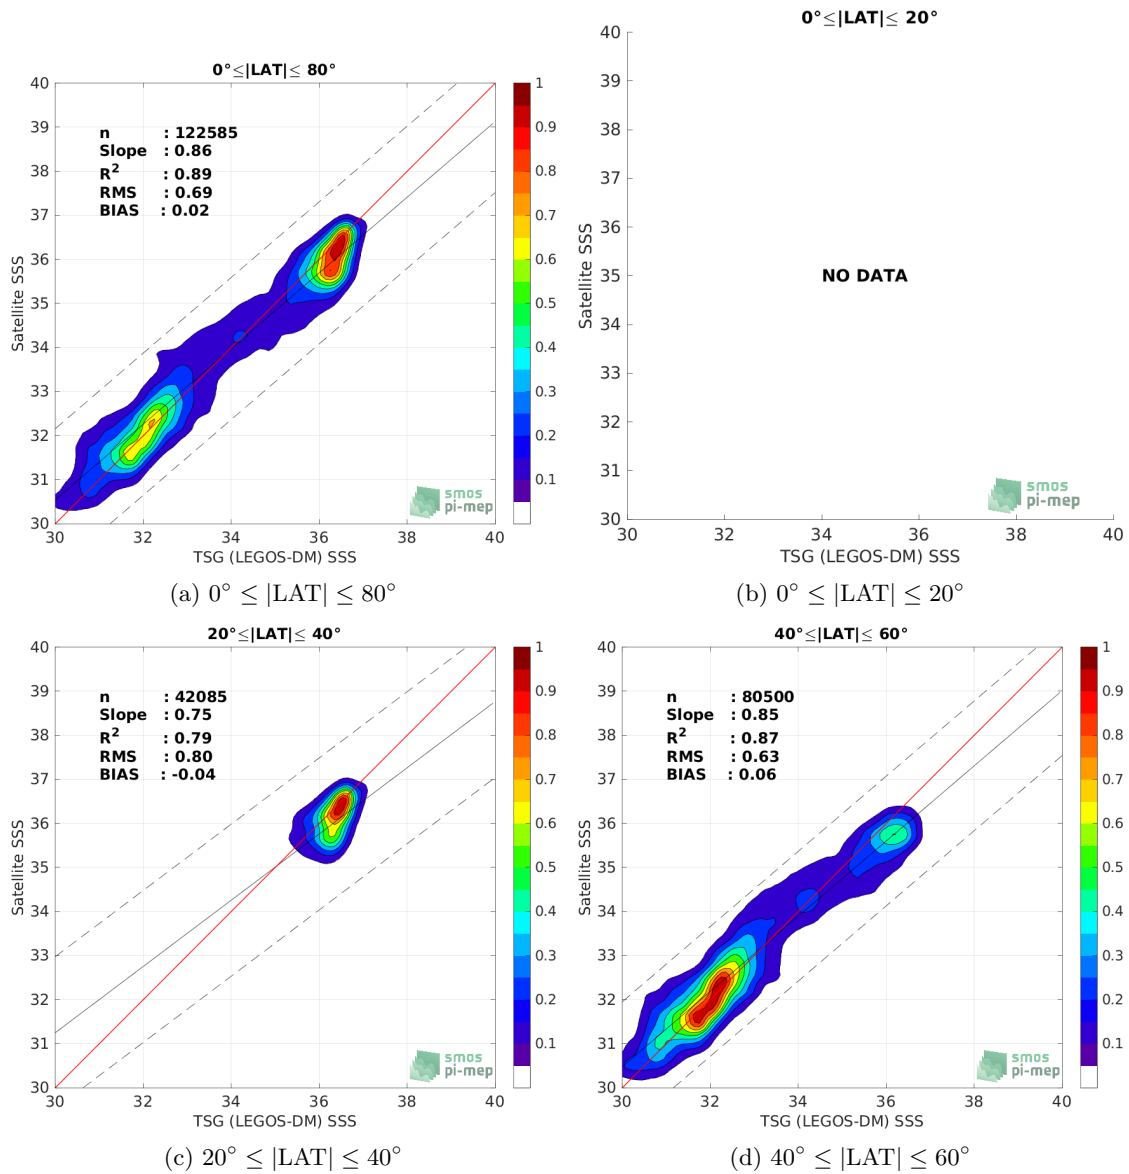 0°≤|LAT|≤ 80°
40
39
38
37
36
35
34
33
32
31
30
Satellite SSS
n : 122585
Slope : 0.86
R² : 0.89
RMS : 0.69
BIAS : 0.02
smos
pi-mep
30 32 34 36 38 40
TSG (LEGOS-DM) SSS
1
0.9
0.8
0.7
0.6
0.5
0.4
0.3
0.2
0.1
(a) 0° ≤ |LAT| ≤ 80°
0°≤|LAT|≤ 20°
40
39
38
37
36
35
34
33
32
31
30
Satellite SSS
NO DATA
smos
pi-mep
30 32 34 36 38 40
TSG (LEGOS-DM) SSS
(b) 0° ≤ |LAT| ≤ 20°
20°≤|LAT|≤ 40°
40
39
38
37
36
35
34
33
32
31
30
Satellite SSS
n : 42085
Slope : 0.75
R² : 0.79
RMS : 0.80
BIAS : -0.04
smos
pi-mep
30 32 34 36 38 40
TSG (LEGOS-DM) SSS
1
0.9
0.8
0.7
0.6
0.5
0.4
0.3
0.2
0.1
(c) 20° ≤ |LAT| ≤ 40°
40°≤|LAT|≤ 60°
40
39
38
37
36
35
34
33
32
31
30
Satellite SSS
n : 80500
Slope : 0.85
R² : 0.87
RMS : 0.63
BIAS : 0.06
smos
pi-mep
30 32 34 36 38 40
TSG (LEGOS-DM) SSS
1
0.9
0.8
0.7
0.6
0.5
0.4
0.3
0.2
0.1
(d) 40° ≤ |LAT| ≤ 60°